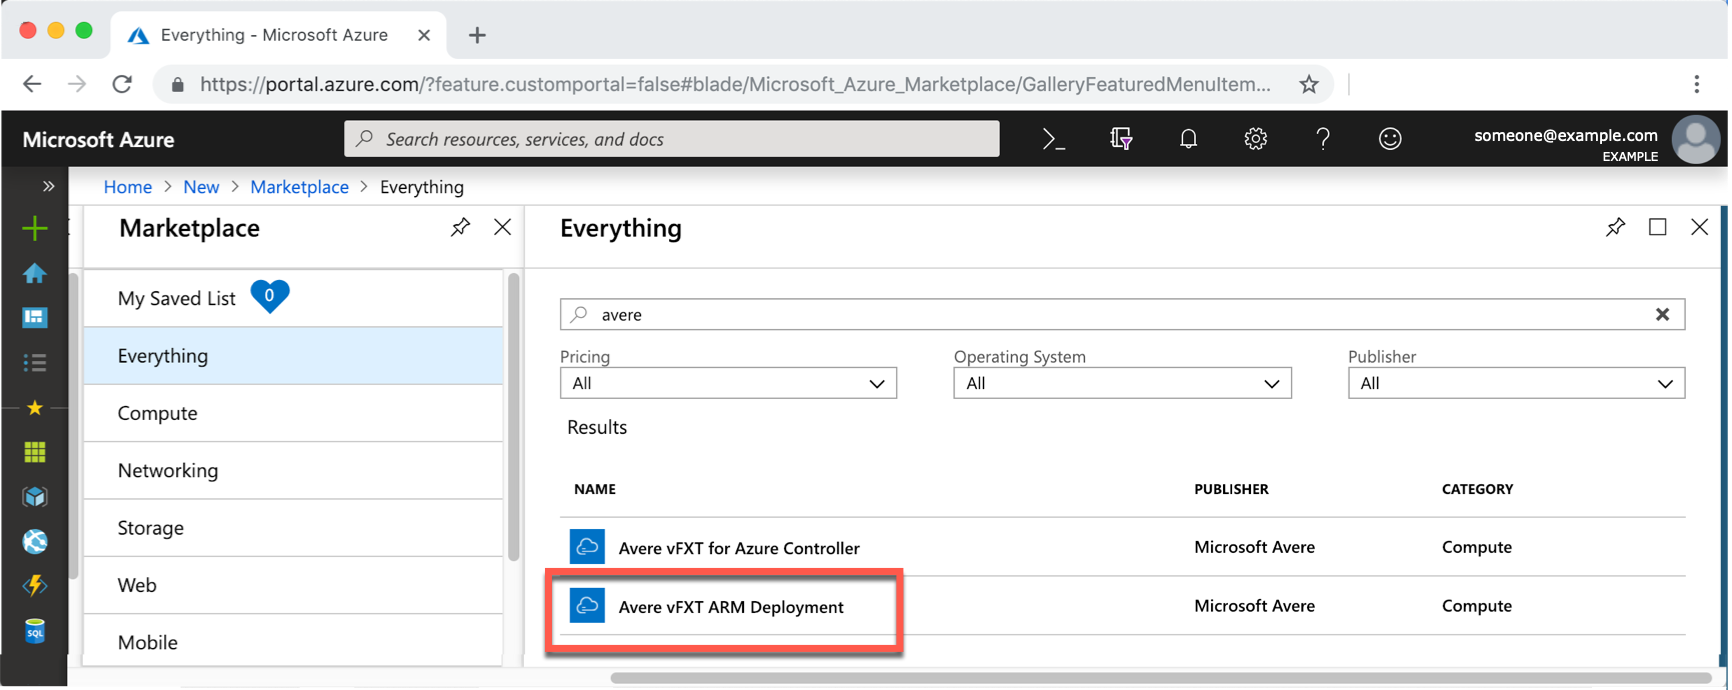 Everything - Microsoft Azure
https://portal.azure.com/?feature.customportal=false#blade/Microsoft_Azure_Marketplace/GalleryFeaturedMenuItem...
Microsoft Azure
Search resources, services, and docs
someone@example.com
EXAMPLE
Home > New > Marketplace > Everything
Marketplace
Everything
My Saved List 0
Everything
Compute
Networking
Storage
Web
Mobile
SQL
avere
Pricing Operating System Publisher
All All All
Results
NAME PUBLISHER CATEGORY
Avere vFXT for Azure Controller Microsoft Avere Compute
Avere vFXT ARM Deployment Microsoft Avere Compute